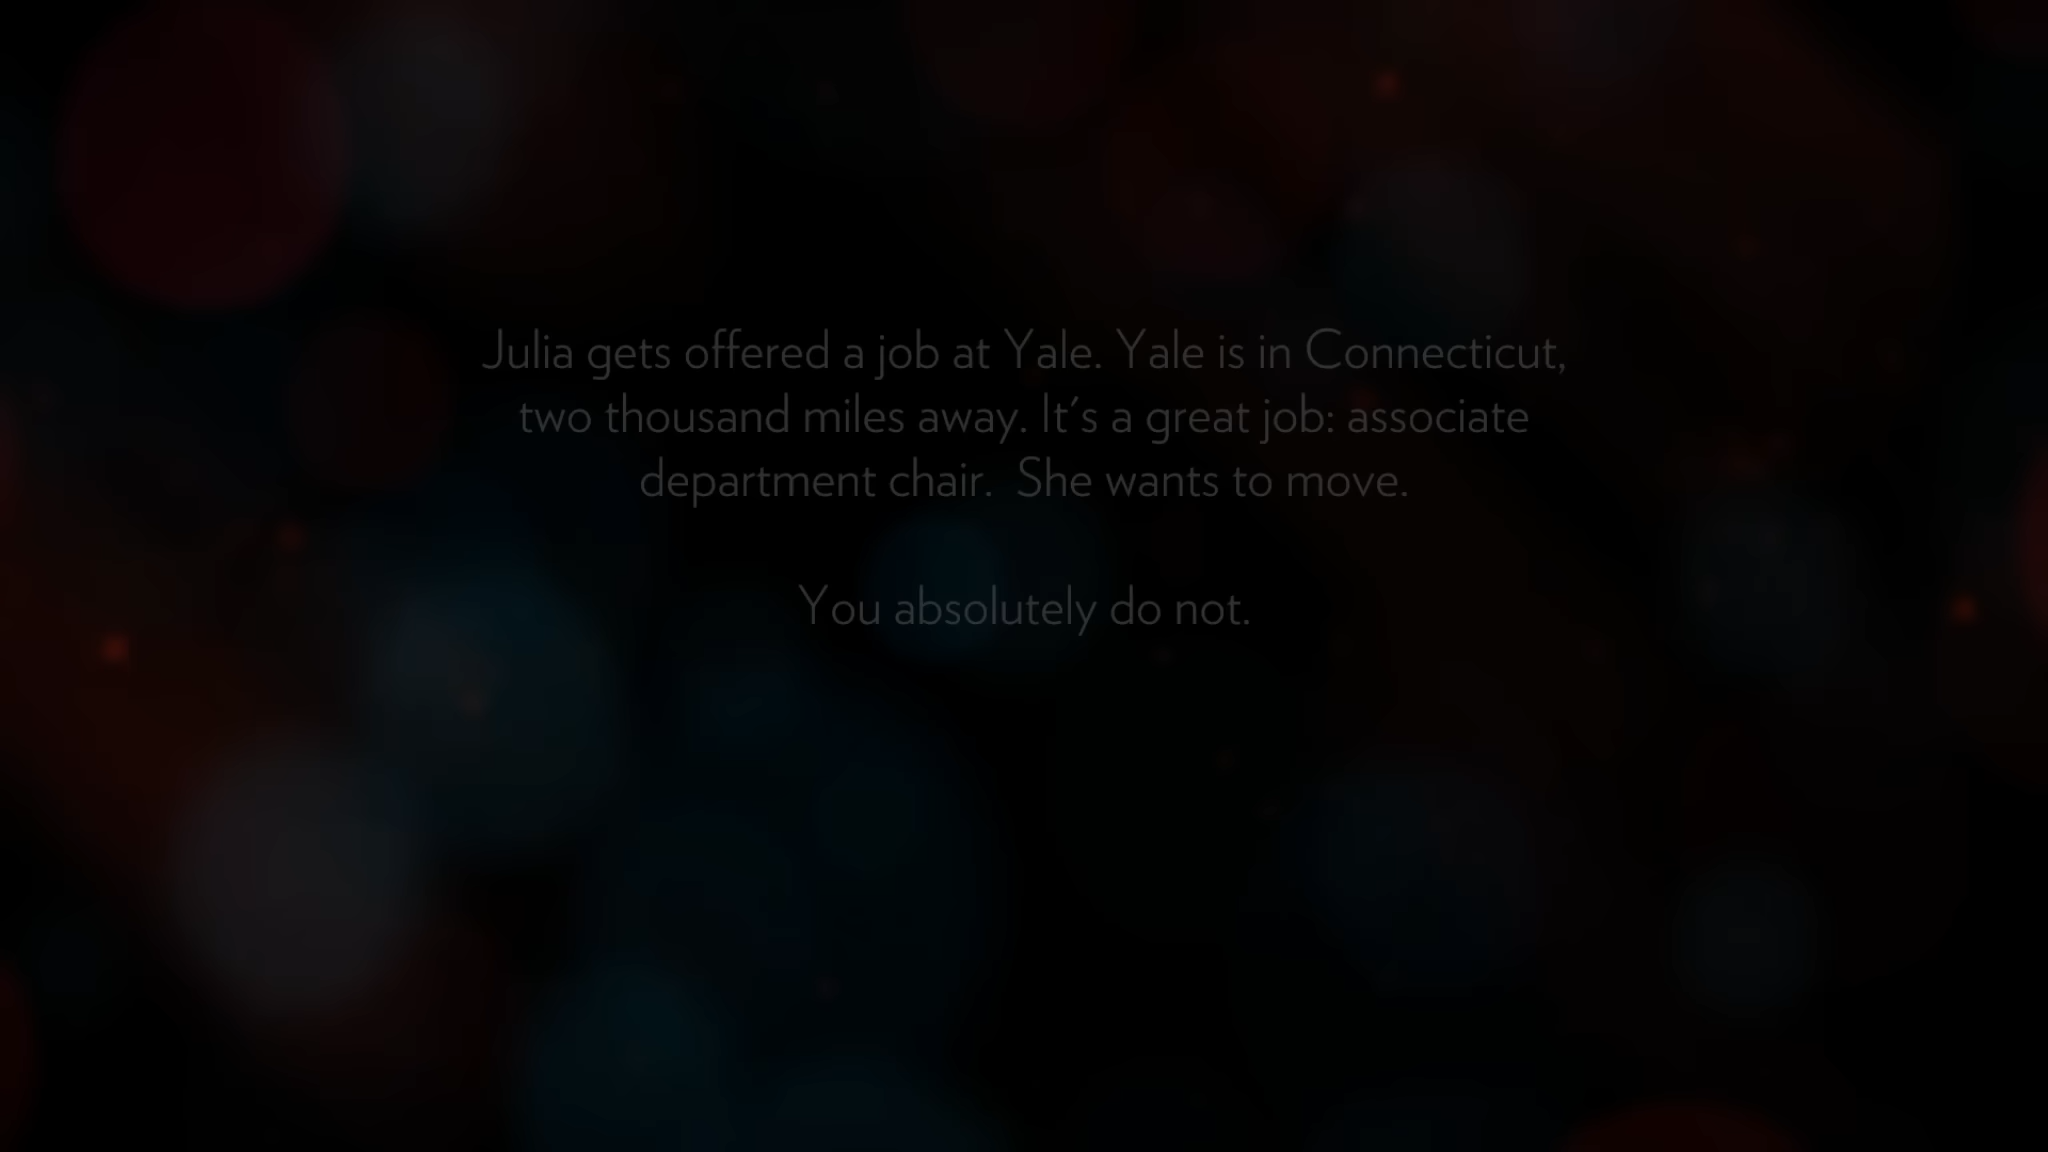 Julia gets offered a job at Yale. Yale is in Connecticut,
two thousand miles away. It's a great job: associate
department chair.  She wants to move.
You absolutely do not.